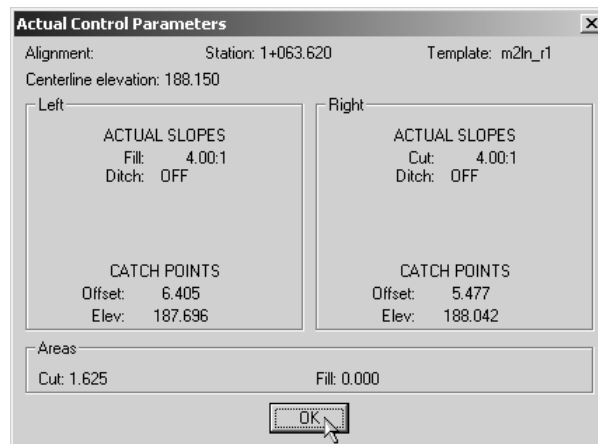 Actual Control Parameters
Alignment: Station: 1+063.620 Template: m2ln_r1
Centerline elevation: 188.150
Left
ACTUAL SLOPES
Fill: 4.00:1
Ditch: OFF
CATCH POINTS
Offset: 6.405
Elev: 187.696
Right
ACTUAL SLOPES
Cut: 4.00:1
Ditch: OFF
CATCH POINTS
Offset: 5.477
Elev: 188.042
Areas
Cut: 1.625 Fill: 0.000
OK